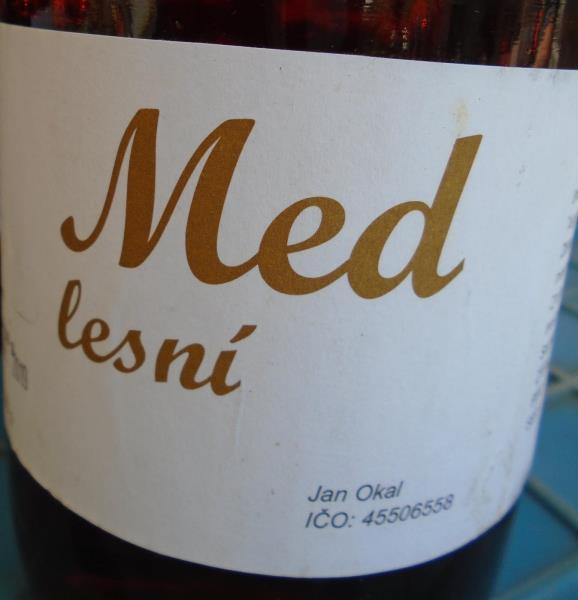 Med
lesní
Jan Okal
IČO: 45506558